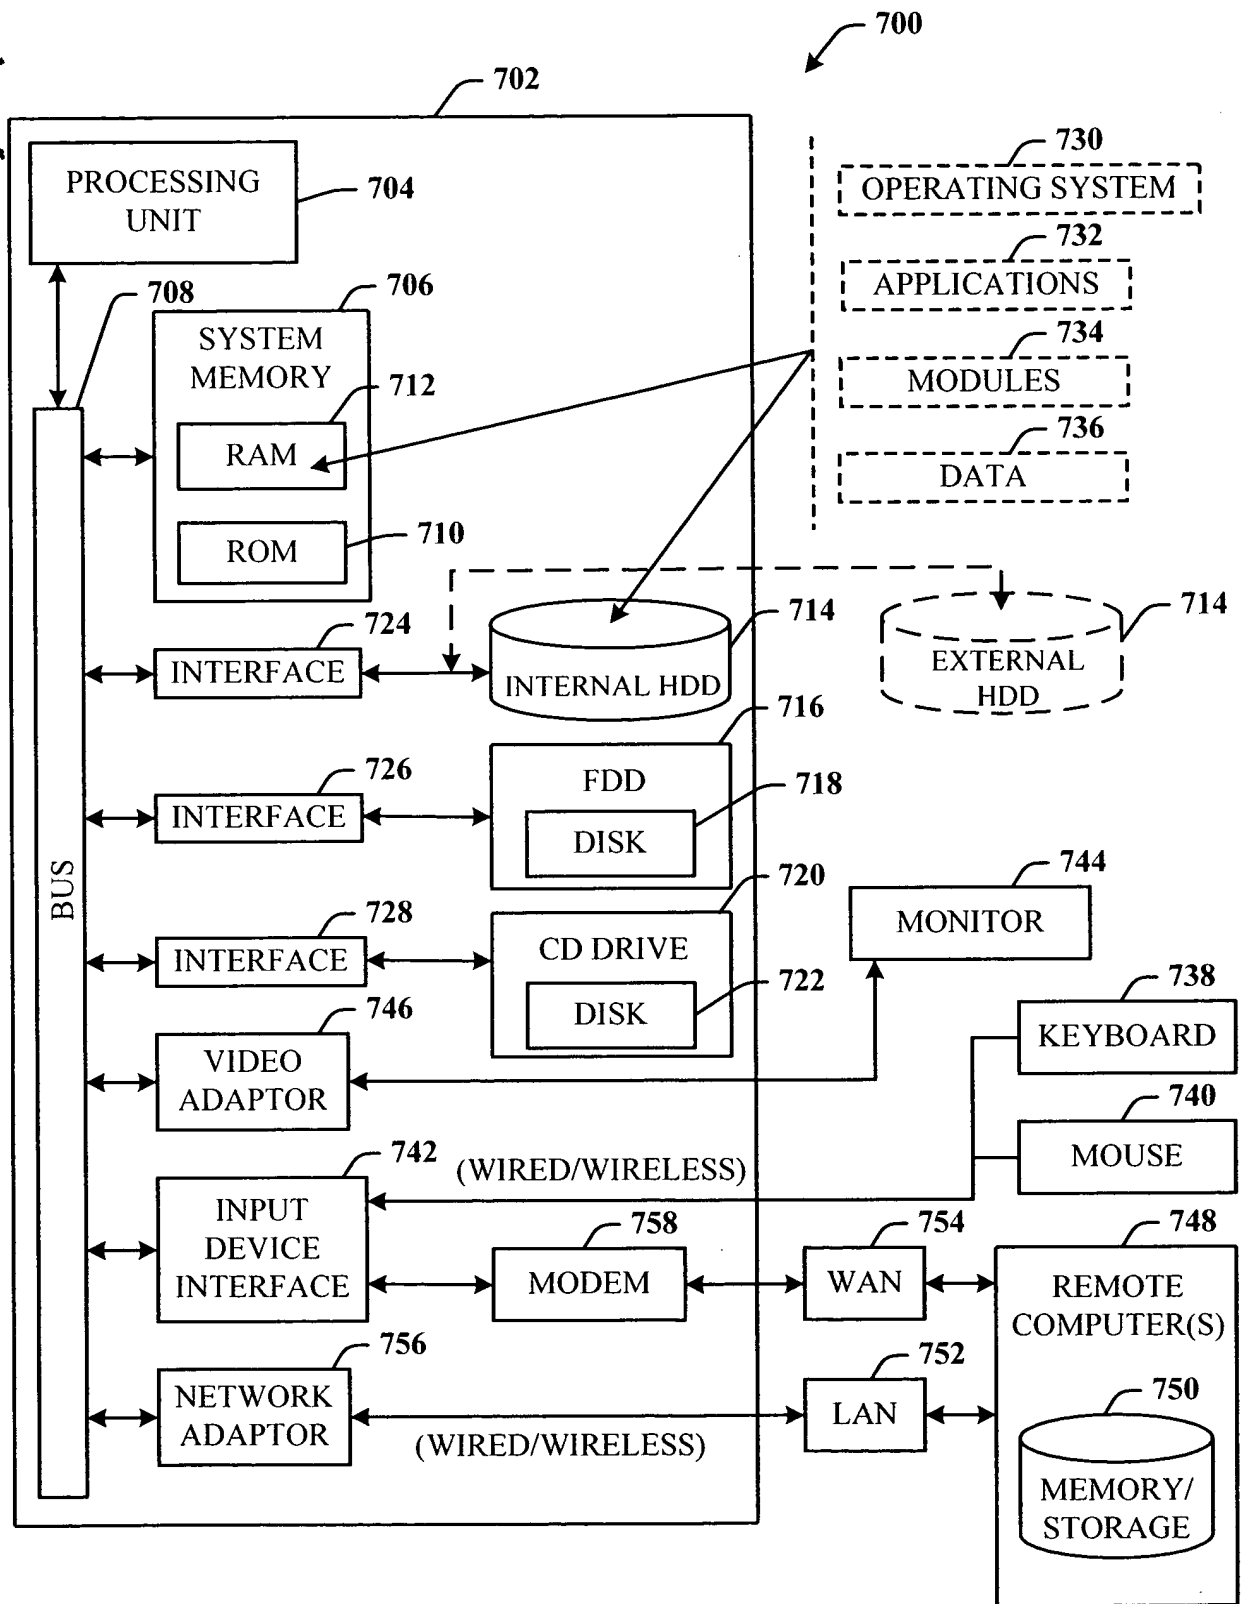 700
702
PROCESSING
UNIT
704
730
OPERATING SYSTEM
732
APPLICATIONS
734
MODULES
736
DATA
708
706
SYSTEM
MEMORY
712
RAM
710
ROM
724
INTERFACE
714
INTERNAL HDD
714
EXTERNAL
HDD
726
INTERFACE
716
FDD
718
DISK
BUS
728
INTERFACE
720
CD DRIVE
722
DISK
744
MONITOR
746
VIDEO
ADAPTOR
738
KEYBOARD
740
MOUSE
742
INPUT
DEVICE
INTERFACE
(WIRED/WIRELESS)
758
MODEM
754
WAN
748
REMOTE
COMPUTER(S)
756
NETWORK
ADAPTOR
(WIRED/WIRELESS)
752
LAN
750
MEMORY/
STORAGE